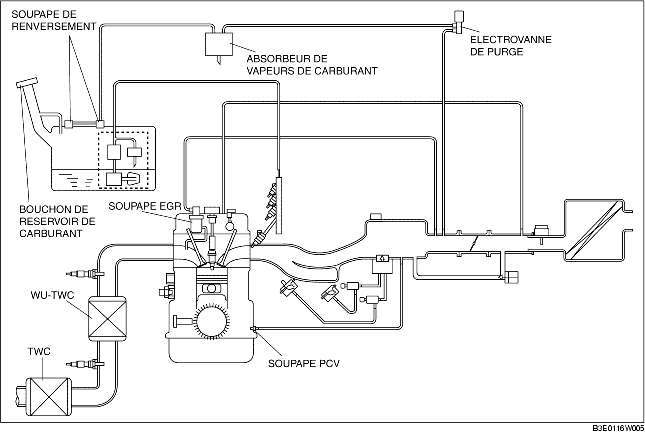 SOUPAPE DE
RENVERSEMENT
ELECTROVANNE
DE PURGE
ABSORBEUR DE
VAPEURS DE CARBURANT
SOUPAPE EGR
BOUCHON DE
RESERVOIR DE
CARBURANT
WU-TWC
TWC
SOUPAPE PCV
B3E0116W005